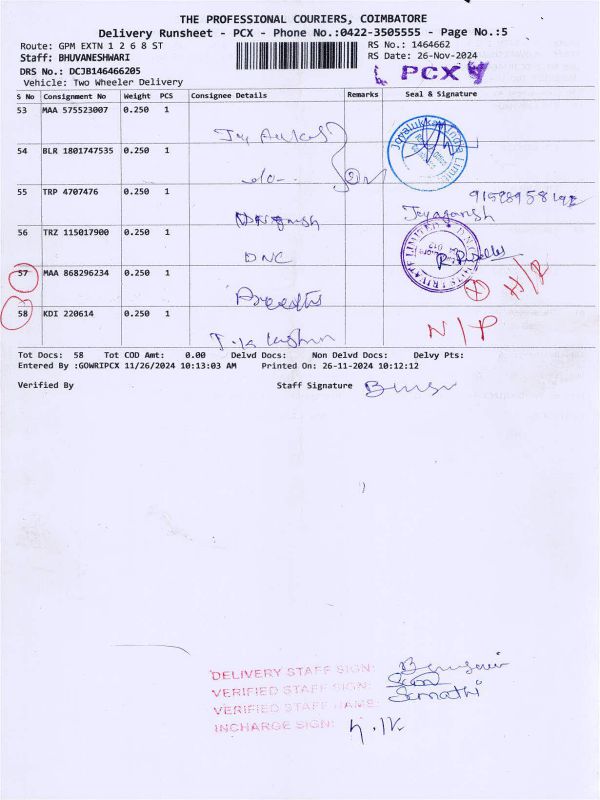 THE PROFESSIONAL COURIERS, COIMBATORE
Delivery Runsheet - PCX - Phone No.:0422-3505555 - Page No.:5
Route: GPM EXTN 1 2 6 8 ST RS No.: 1464662
Staff: BHUVANESHWARI RS Date: 26-Nov-2024
DRS No.: DCJB146466205 PCX
Vehicle: Two Wheeler Delivery
S No Consignment No Weight PCS Consignee Details Remarks Seal & Signature
53 MAA 575523007 0.250 1
54 BLR 1801747535 0.250 1
55 TRP 4707476 0.250 1
Jeyaganesh
56 TRZ 115017900 0.250 1
DNC
57 MAA 868296234 0.250 1
Preethi
58 KDI 220614 0.250 1
N/P
Tot Docs: 58 Tot COD Amt: 0.00 Delvd Docs: Non Delvd Docs: Delvy Pts:
Entered By :GOWRIPCX 11/26/2024 10:13:03 AM Printed On: 26-11-2024 10:12:12
Verified By Staff Signature
DELIVERY STAFF SIGN:
VERIFIED STAFF SIGN:
VERIFIED STAFF NAME: Sumathi
INCHARGE SIGN: